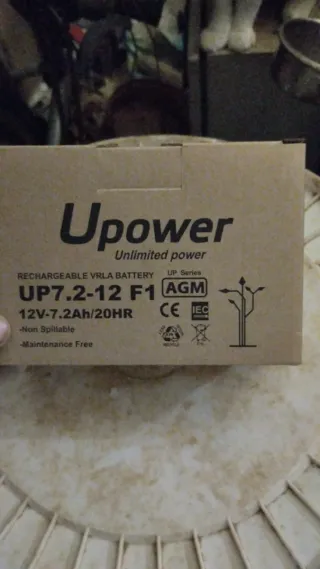 Upower
Unlimited power
RECHARGEABLE VRLA BATTERY
UP. Series
UP7.2-12 F1
AGM
12V-7.2Ah/20HR
CE
IEC
-Non Spillable
-Maintenance Free